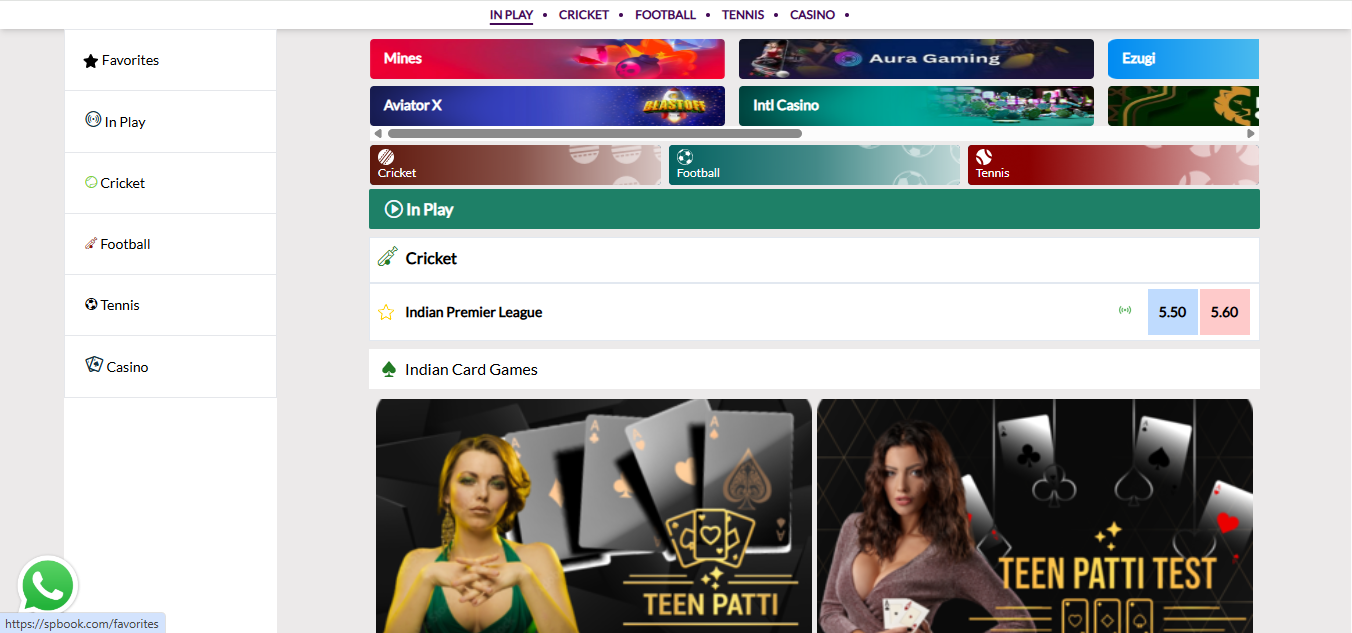 IN PLAY • CRICKET • FOOTBALL • TENNIS • CASINO •
Favorites
In Play
Cricket
Football
Tennis
Casino
Mines
Aura Gaming
Ezugi
Aviator X
BLASTOFF
Intl Casino
Cricket
Football
Tennis
In Play
Cricket
Indian Premier League
5.50
5.60
Indian Card Games
TEEN PATTI
TEEN PATTI TEST
https://spbook.com/favorites